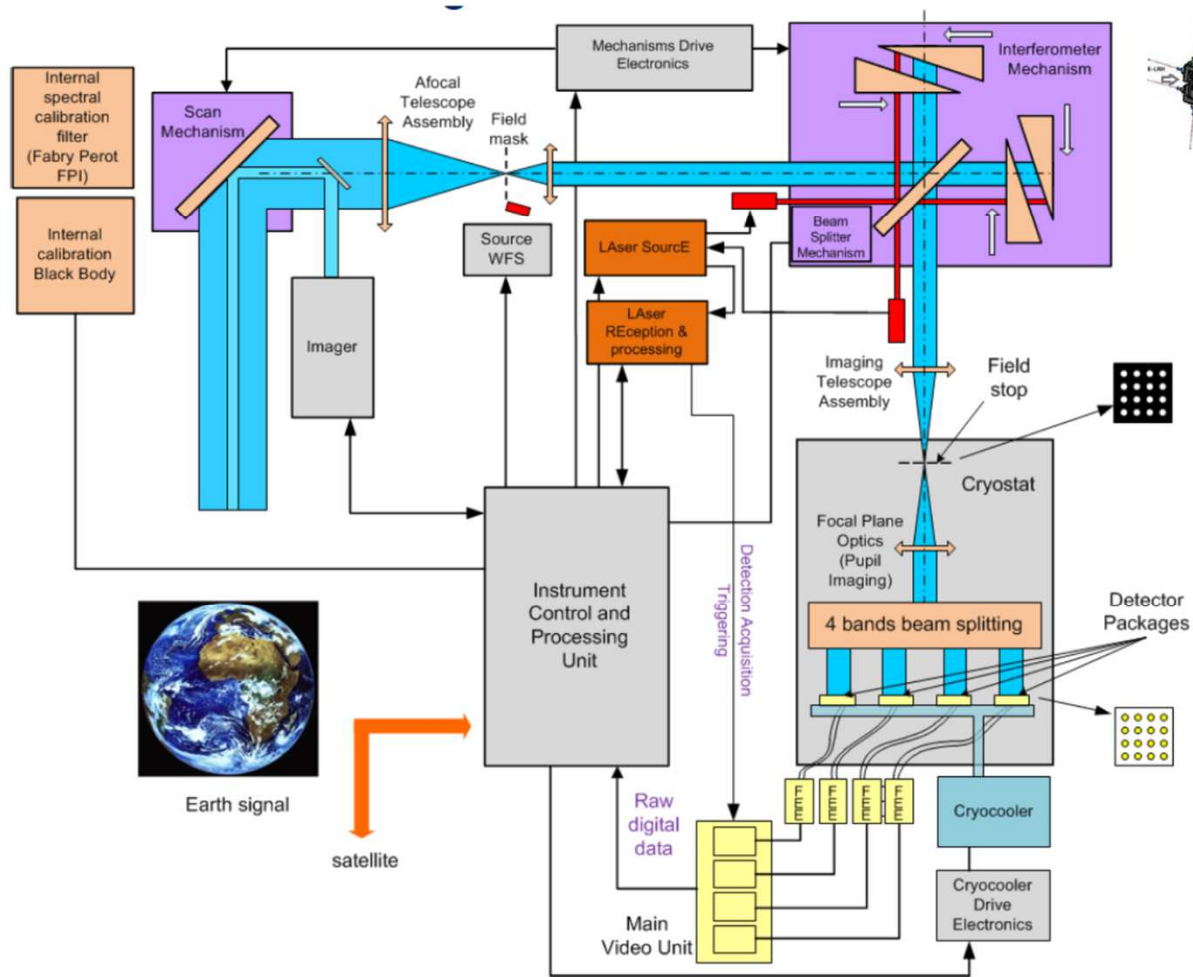 Internal
spectral
calibration
filter
(Fabry Perot
FPI)
Internal
calibration
Black Body
Scan
Mechanism
Afocal
Telescope
Assembly
Field
mask
Mechanisms Drive
Electronics
Interferometer
Mechanism
Beam
Splitter
Mechanism
Source
WFS
LAser SourcE
LAser
REception &
processing
Imager
Imaging
Telescope
Assembly
Field
stop
Cryostat
Focal Plane
Optics
(Pupil
Imaging)
4 bands beam splitting
Detector
Packages
Instrument
Control and
Processing
Unit
Detection Acquisition
Triggering
Earth signal
satellite
Raw
digital
data
Main
Video Unit
FEE
FEE
FEE
FEE
Cryocooler
Cryocooler
Drive
Electronics